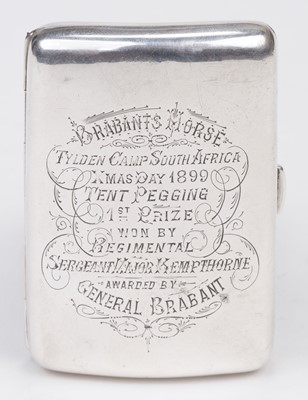 BRABANTS HORSE
TYLDEN CAMP SOUTH AFRICA
XMAS DAY 1899
TENT PEGGING
1ST PRIZE
WON BY
REGIMENTAL
SERGEANT MAJOR KEMPTHORNE
AWARDED BY
GENERAL BRABANT